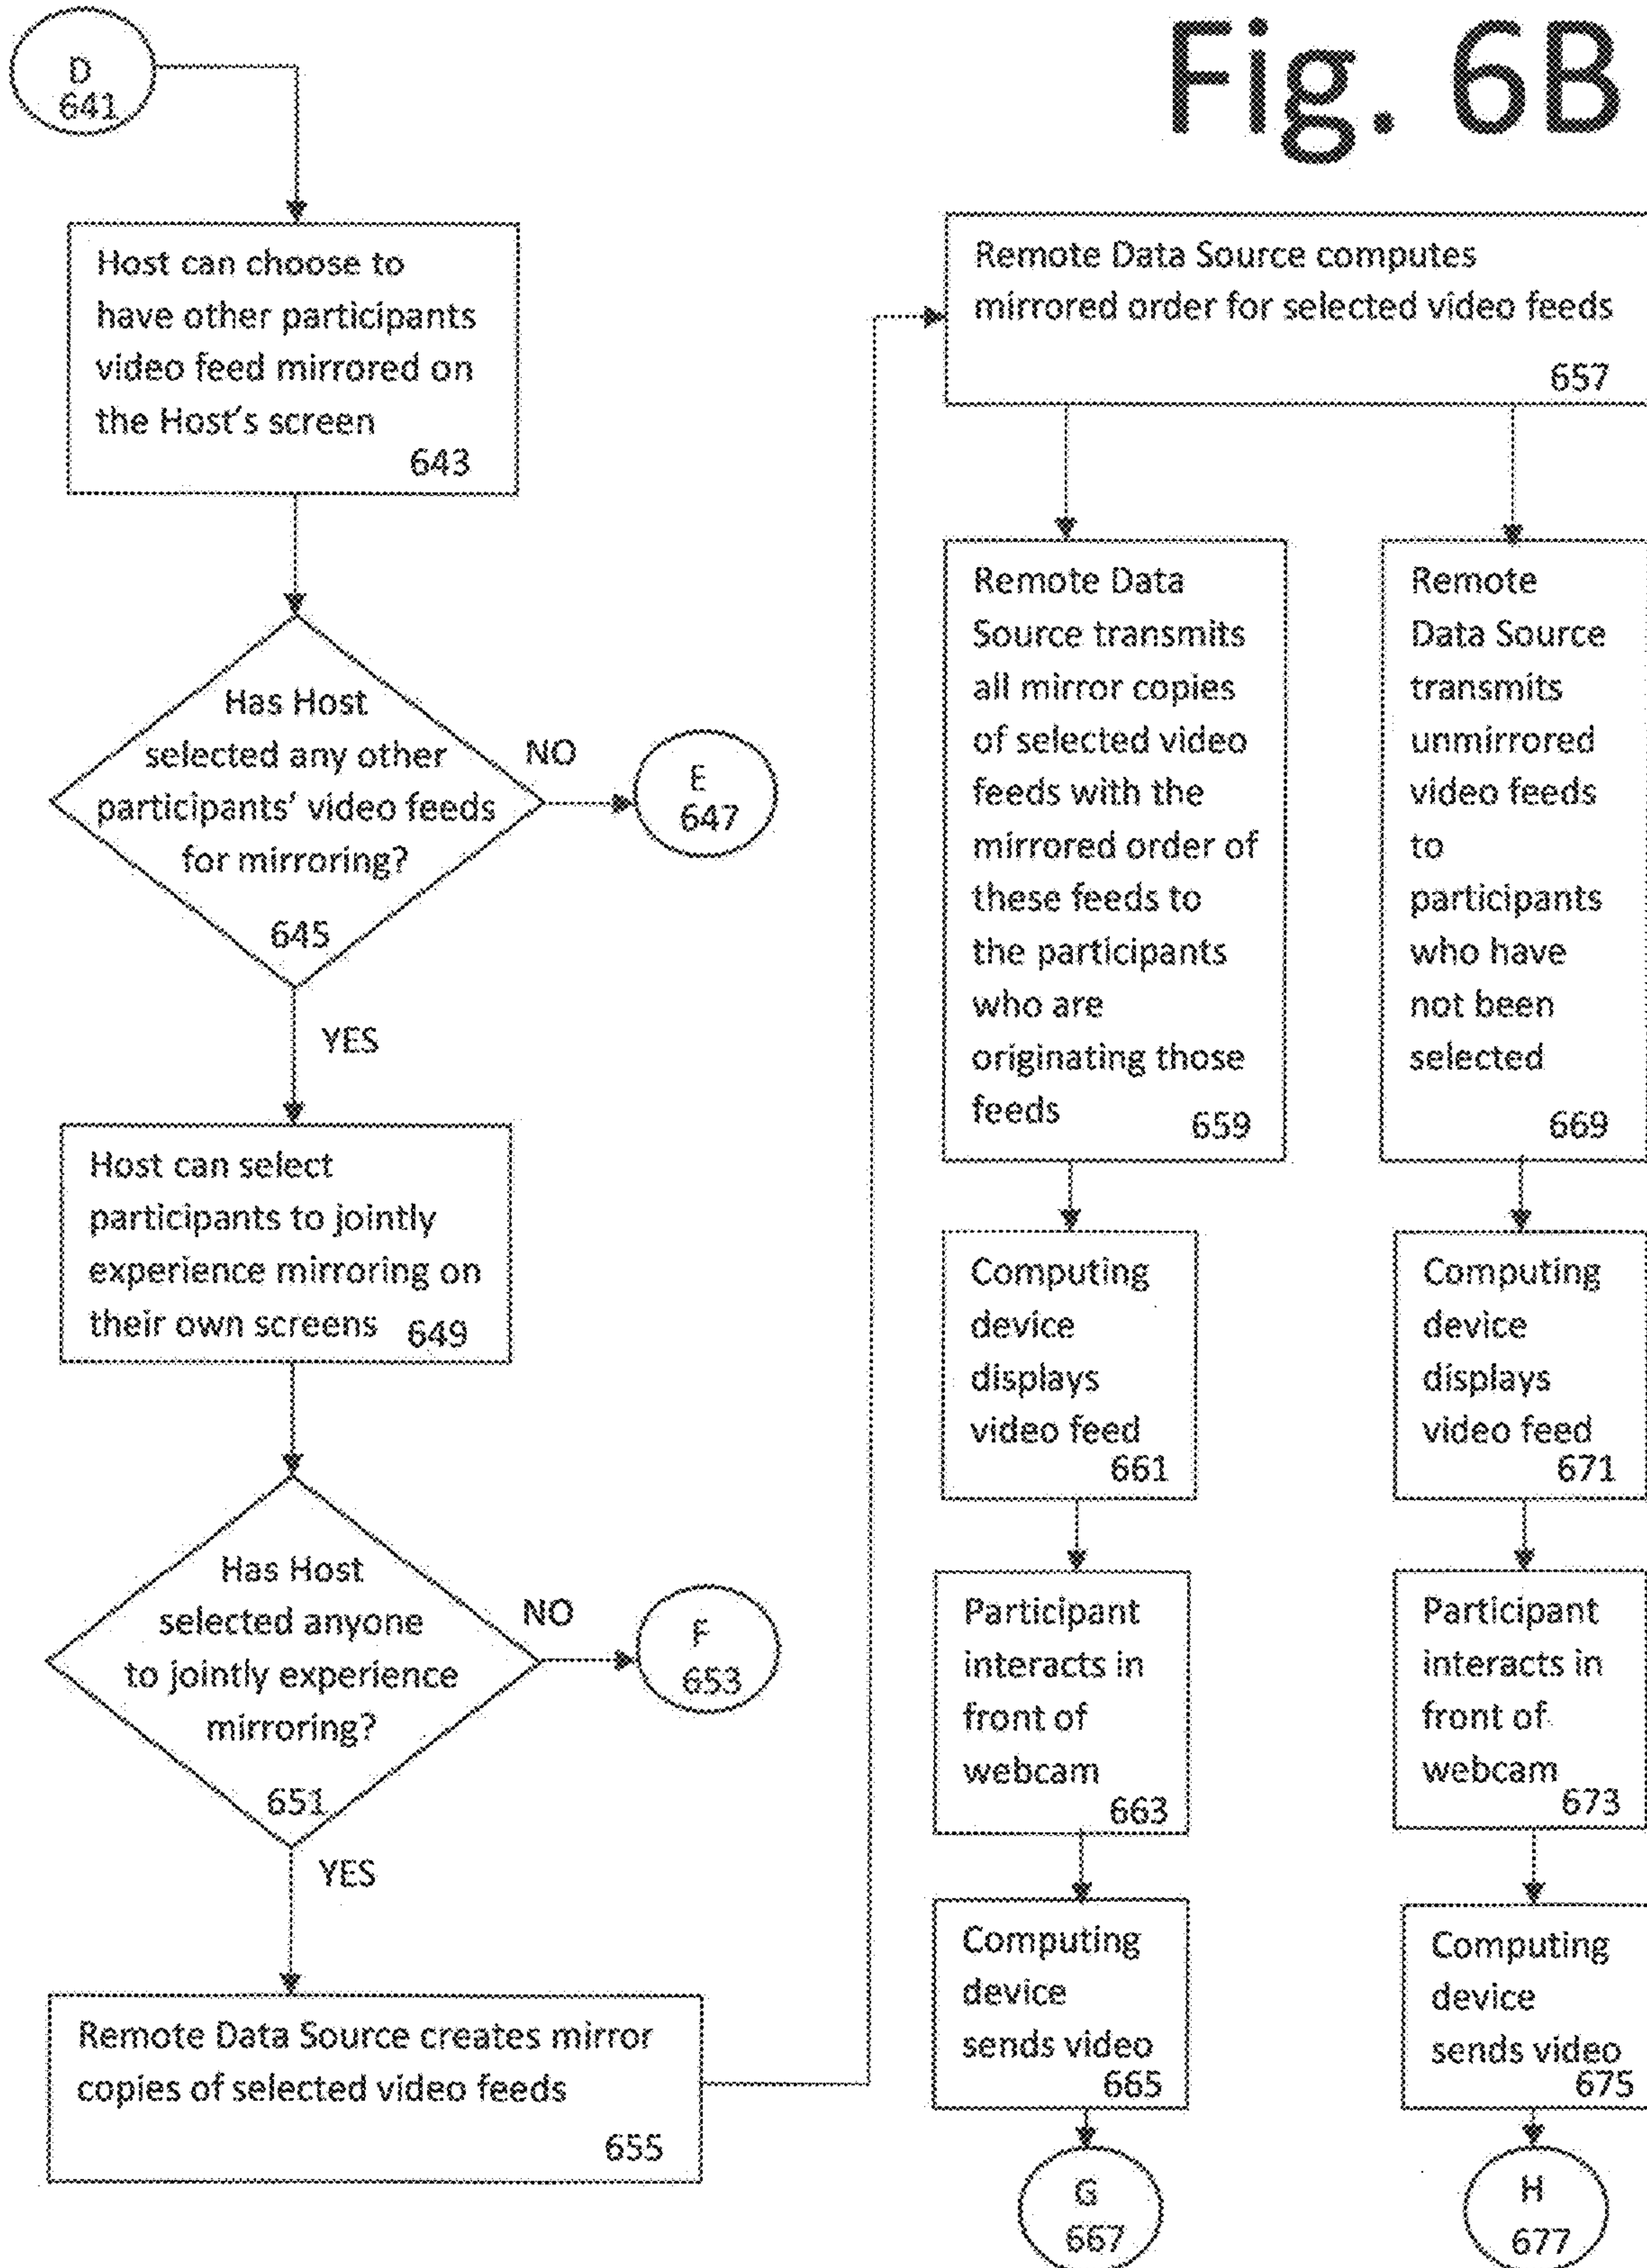 Fig. 6B
D
641
Host can choose to
have other participants
video feed mirrored on
the Host's screen
643
Has Host
selected any other
participants' video feeds
for mirroring?
645
NO
E
647
YES
Host can select
participants to jointly
experience mirroring on
their own screens 649
Has Host
selected anyone
to jointly experience
mirroring?
651
NO
F
653
YES
Remote Data Source creates mirror
copies of selected video feeds
655
Remote Data Source computes
mirrored order for selected video feeds
657
Remote Data
Source transmits
all mirror copies
of selected video
feeds with the
mirrored order of
these feeds to
the participants
who are
originating those
feeds
659
Computing
device
displays
video feed
661
Participant
interacts in
front of
webcam
663
Computing
device
sends video
665
G
667
Remote
Data Source
transmits
unmirrored
video feeds
to
participants
who have
not been
selected
669
Computing
device
displays
video feed
671
Participant
interacts in
front of
webcam
673
Computing
device
sends video
675
H
677